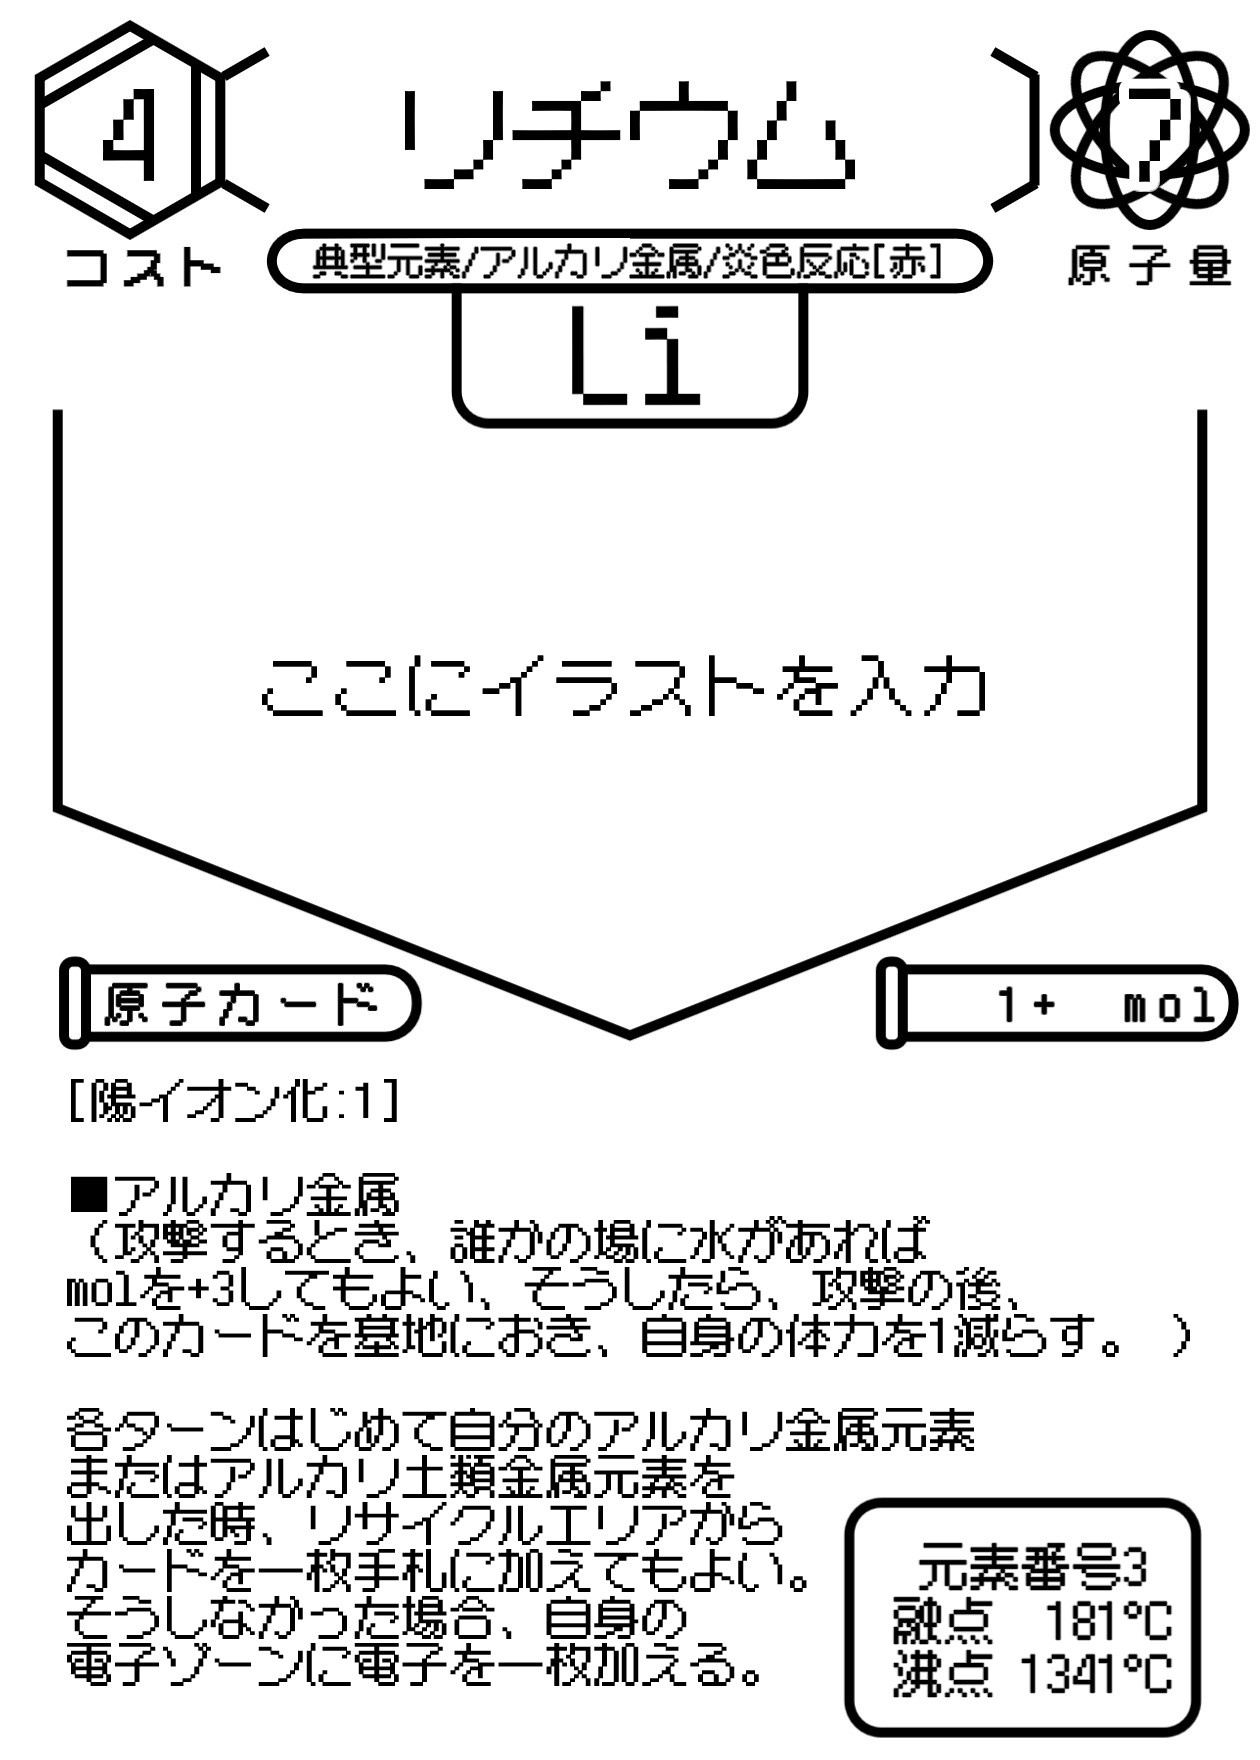 4
リチウム
7
コスト
典型元素/アルカリ金属/炎色反応[赤]
原子量
Li
ここにイラストを入力
原子カード
1+ mol
[陽イオン化:1]
■アルカリ金属
(攻撃するとき、誰かの場に水があれば
molを+3してもよい、そうしたら、攻撃の後、
このカードを墓地におき、自身の体力を1減らす。 )
各ターンはじめて自分のアルカリ金属元素
またはアルカリ土類金属元素を
出した時、リサイクルエリアから
カードを一枚手札に加えてもよい。
そうしなかった場合、自身の
電子ゾーンに電子を一枚加える。
元素番号3
融点 181℃
沸点 1341℃